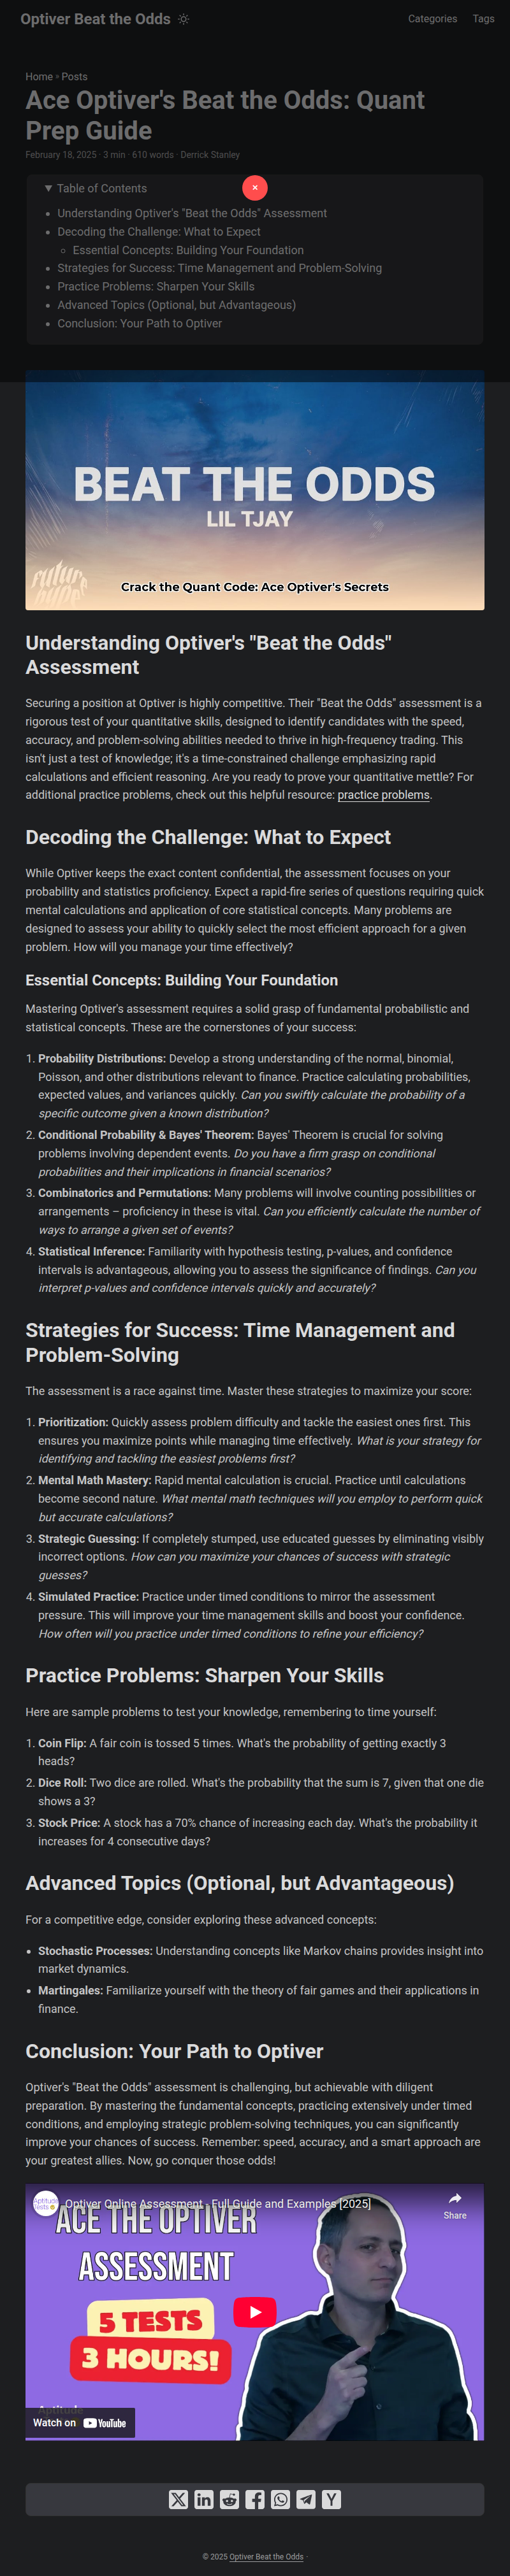 Optiver Beat the Odds
Categories
Tags
Home » Posts
Ace Optiver's Beat the Odds: Quant
Prep Guide
February 18, 2025 · 3 min · 610 words · Derrick Stanley
Table of Contents
×
Understanding Optiver's "Beat the Odds" Assessment
Decoding the Challenge: What to Expect
Essential Concepts: Building Your Foundation
Strategies for Success: Time Management and Problem-Solving
Practice Problems: Sharpen Your Skills
Advanced Topics (Optional, but Advantageous)
Conclusion: Your Path to Optiver
BEAT THE ODDS
LIL TJAY
Crack the Quant Code: Ace Optiver's Secrets
Understanding Optiver's "Beat the Odds"
Assessment
Securing a position at Optiver is highly competitive. Their "Beat the Odds" assessment is a
rigorous test of your quantitative skills, designed to identify candidates with the speed,
accuracy, and problem-solving abilities needed to thrive in high-frequency trading. This
isn't just a test of knowledge; it's a time-constrained challenge emphasizing rapid
calculations and efficient reasoning. Are you ready to prove your quantitative mettle? For
additional practice problems, check out this helpful resource: practice problems.
Decoding the Challenge: What to Expect
While Optiver keeps the exact content confidential, the assessment focuses on your
probability and statistics proficiency. Expect a rapid-fire series of questions requiring quick
mental calculations and application of core statistical concepts. Many problems are
designed to assess your ability to quickly select the most efficient approach for a given
problem. How will you manage your time effectively?
Essential Concepts: Building Your Foundation
Mastering Optiver's assessment requires a solid grasp of fundamental probabilistic and
statistical concepts. These are the cornerstones of your success:
1. Probability Distributions: Develop a strong understanding of the normal, binomial,
Poisson, and other distributions relevant to finance. Practice calculating probabilities,
expected values, and variances quickly. Can you swiftly calculate the probability of a
specific outcome given a known distribution?
2. Conditional Probability & Bayes' Theorem: Bayes' Theorem is crucial for solving
problems involving dependent events. Do you have a firm grasp on conditional
probabilities and their implications in financial scenarios?
3. Combinatorics and Permutations: Many problems will involve counting possibilities or
arrangements – proficiency in these is vital. Can you efficiently calculate the number of
ways to arrange a given set of events?
4. Statistical Inference: Familiarity with hypothesis testing, p-values, and confidence
intervals is advantageous, allowing you to assess the significance of findings. Can you
interpret p-values and confidence intervals quickly and accurately?
Strategies for Success: Time Management and
Problem-Solving
The assessment is a race against time. Master these strategies to maximize your score:
1. Prioritization: Quickly assess problem difficulty and tackle the easiest ones first. This
ensures you maximize points while managing time effectively. What is your strategy for
identifying and tackling the easiest problems first?
2. Mental Math Mastery: Rapid mental calculation is crucial. Practice until calculations
become second nature. What mental math techniques will you employ to perform quick
but accurate calculations?
3. Strategic Guessing: If completely stumped, use educated guesses by eliminating visibly
incorrect options. How can you maximize your chances of success with strategic
guesses?
4. Simulated Practice: Practice under timed conditions to mirror the assessment
pressure. This will improve your time management skills and boost your confidence.
How often will you practice under timed conditions to refine your efficiency?
Practice Problems: Sharpen Your Skills
Here are sample problems to test your knowledge, remembering to time yourself:
1. Coin Flip: A fair coin is tossed 5 times. What's the probability of getting exactly 3
heads?
2. Dice Roll: Two dice are rolled. What's the probability that the sum is 7, given that one die
shows a 3?
3. Stock Price: A stock has a 70% chance of increasing each day. What's the probability it
increases for 4 consecutive days?
Advanced Topics (Optional, but Advantageous)
For a competitive edge, consider exploring these advanced concepts:
Stochastic Processes: Understanding concepts like Markov chains provides insight into
market dynamics.
Martingales: Familiarize yourself with the theory of fair games and their applications in
finance.
Conclusion: Your Path to Optiver
Optiver's "Beat the Odds" assessment is challenging, but achievable with diligent
preparation. By mastering the fundamental concepts, practicing extensively under timed
conditions, and employing strategic problem-solving techniques, you can significantly
improve your chances of success. Remember: speed, accuracy, and a smart approach are
your greatest allies. Now, go conquer those odds!
Aptitude
Tests
Optiver Online Assessment - Full Guide and Examples [2025]
Share
ACE THE OPTIVER
ASSESSMENT
5 TESTS
3 HOURS!
Aptitude
Watch on YouTube
© 2025 Optiver Beat the Odds ·